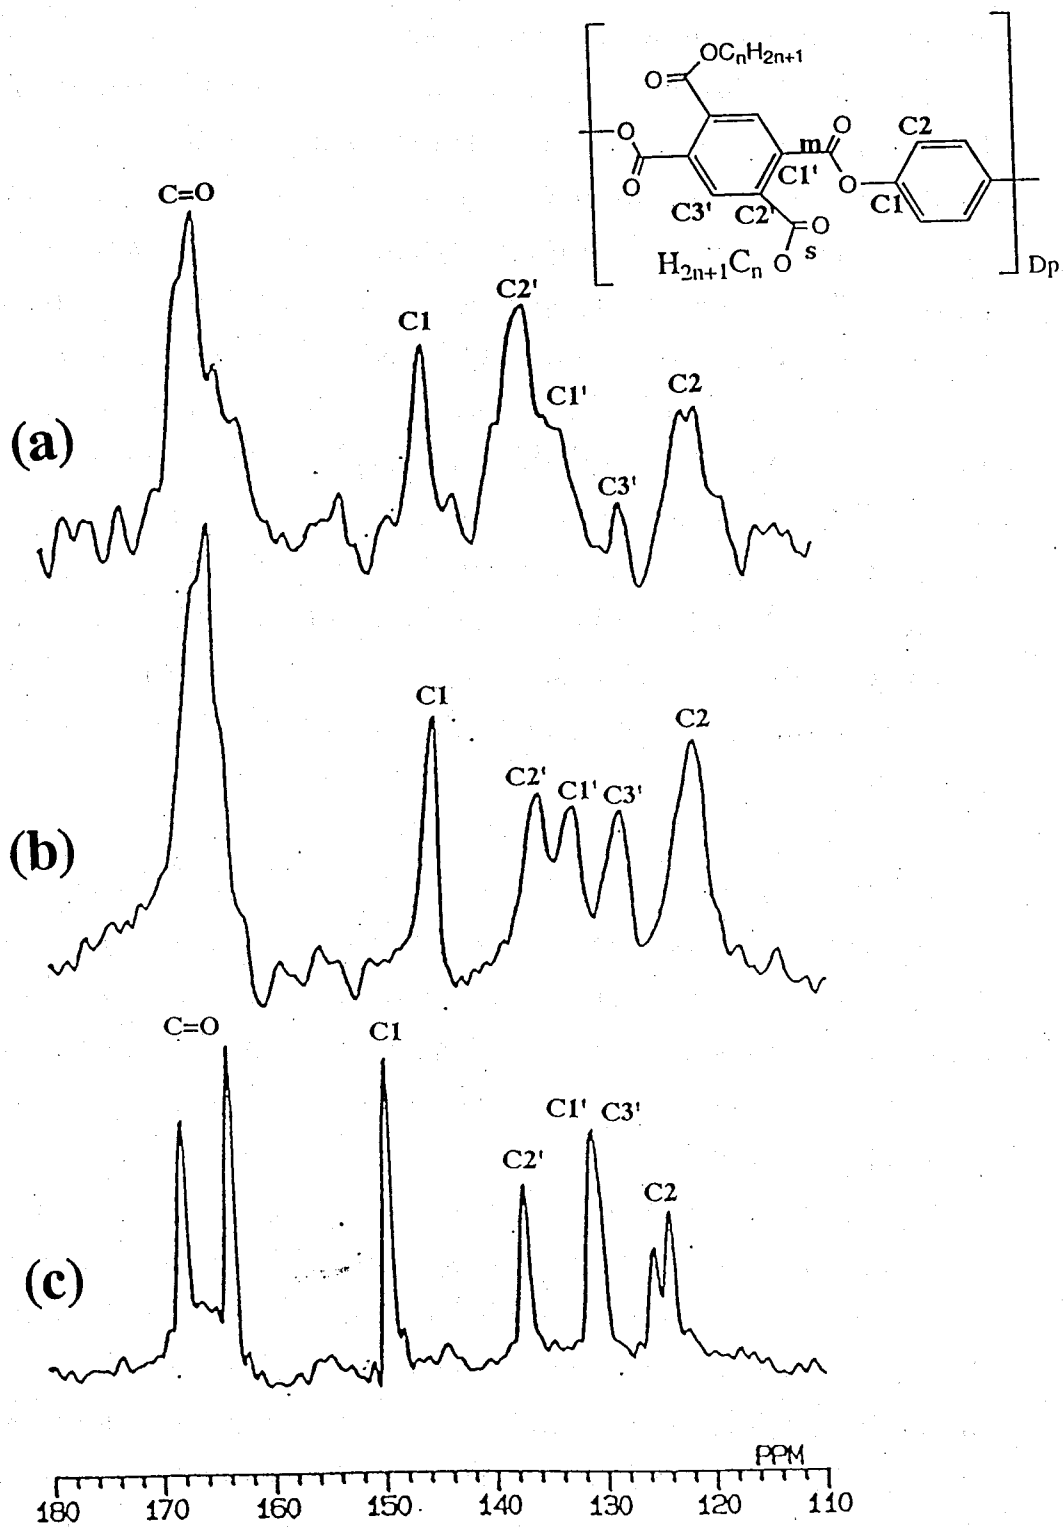 OCnH2n+1
O
O
O
m
O
C2
C1'
O
C1
C3'
C2'
O
H2n+1Cn O s
Dp
C=O
C1
C2'
C1'
C2
C3'
(a)
C1
C2
C2' C1' C3'
(b)
C=O
C1
C1' C3'
C2'
C2
(c)
PPM
180 170 160 150 140 130 120 110